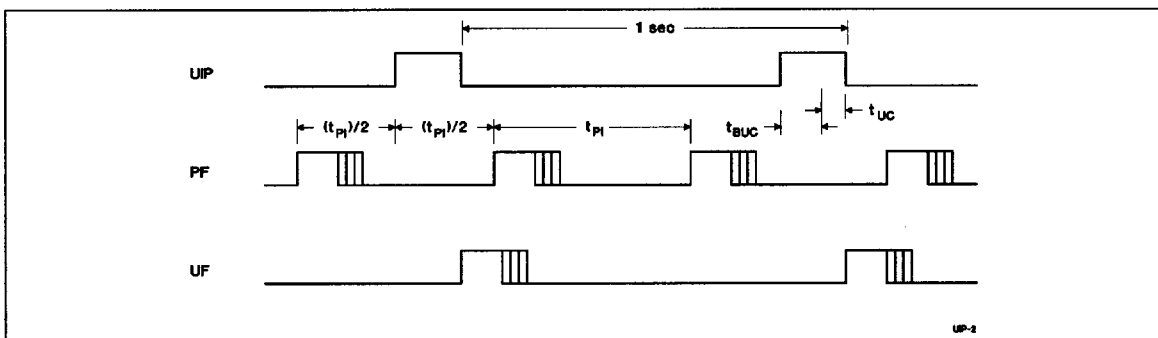 1 sec
UIP
(tPI)/2 (tPI)/2 tPI tBUC tUC
PF
UF
UIP-2